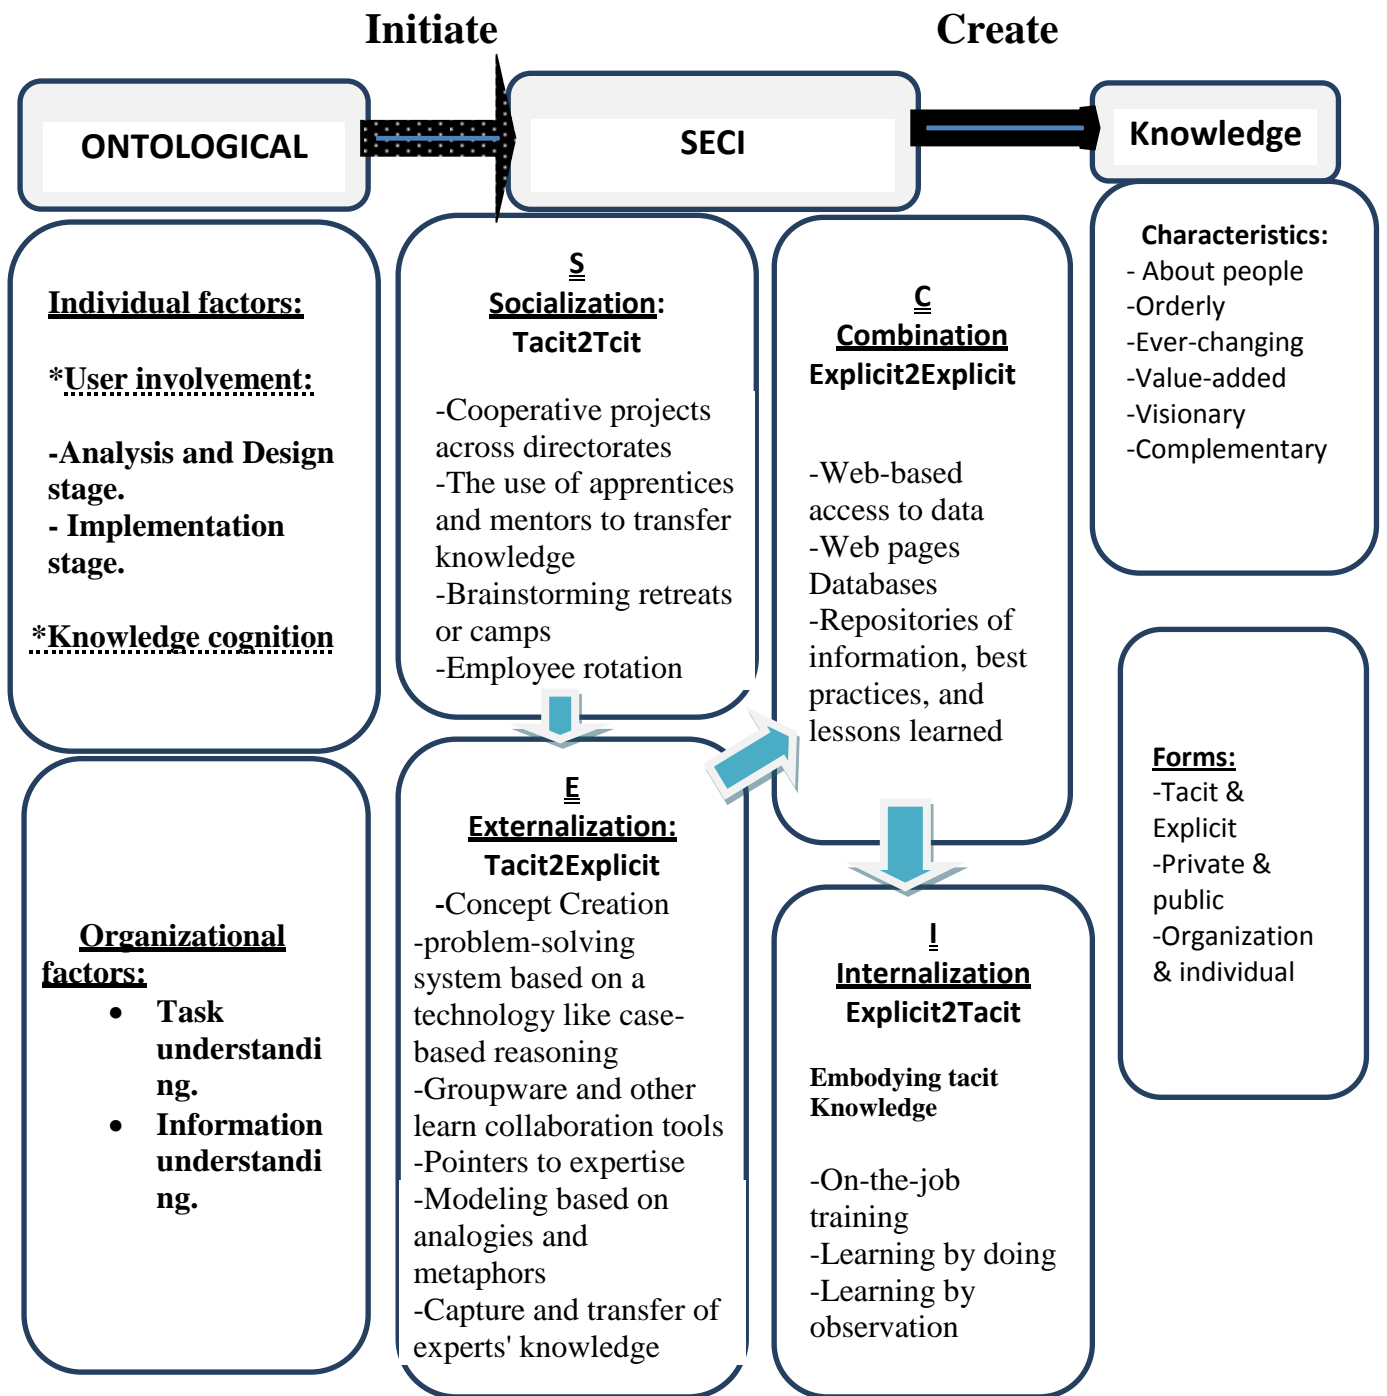 Initiate
Create
ONTOLOGICAL
SECI
Knowledge
Individual factors:
*User involvement:
-Analysis and Design
stage.
- Implementation
stage.
*Knowledge cognition
Organizational
factors:
• Task
understandi
ng.
• Information
understandi
ng.
S
Socialization:
Tacit2Tcit
-Cooperative projects
across directorates
-The use of apprentices
and mentors to transfer
knowledge
-Brainstorming retreats
or camps
-Employee rotation
E
Externalization:
Tacit2Explicit
-Concept Creation
-problem-solving
system based on a
technology like case-
based reasoning
-Groupware and other
learn collaboration tools
-Pointers to expertise
-Modeling based on
analogies and
metaphors
-Capture and transfer of
experts' knowledge
C
Combination
Explicit2Explicit
-Web-based
access to data
-Web pages
Databases
-Repositories of
information, best
practices, and
lessons learned
I
Internalization
Explicit2Tacit
Embodying tacit
Knowledge
-On-the-job
training
-Learning by doing
-Learning by
observation
Characteristics:
- About people
-Orderly
-Ever-changing
-Value-added
-Visionary
-Complementary
Forms:
-Tacit &
Explicit
-Private &
public
-Organization
& individual